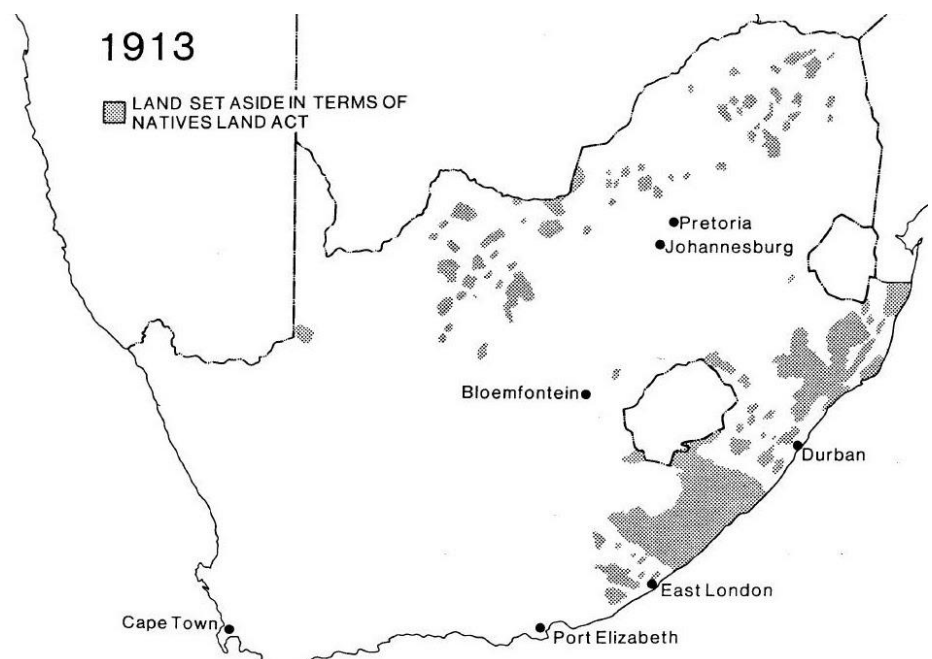 1913
LAND SET ASIDE IN TERMS OF
NATIVES LAND ACT
Pretoria
Johannesburg
Bloemfontein
Durban
East London
Cape Town
Port Elizabeth